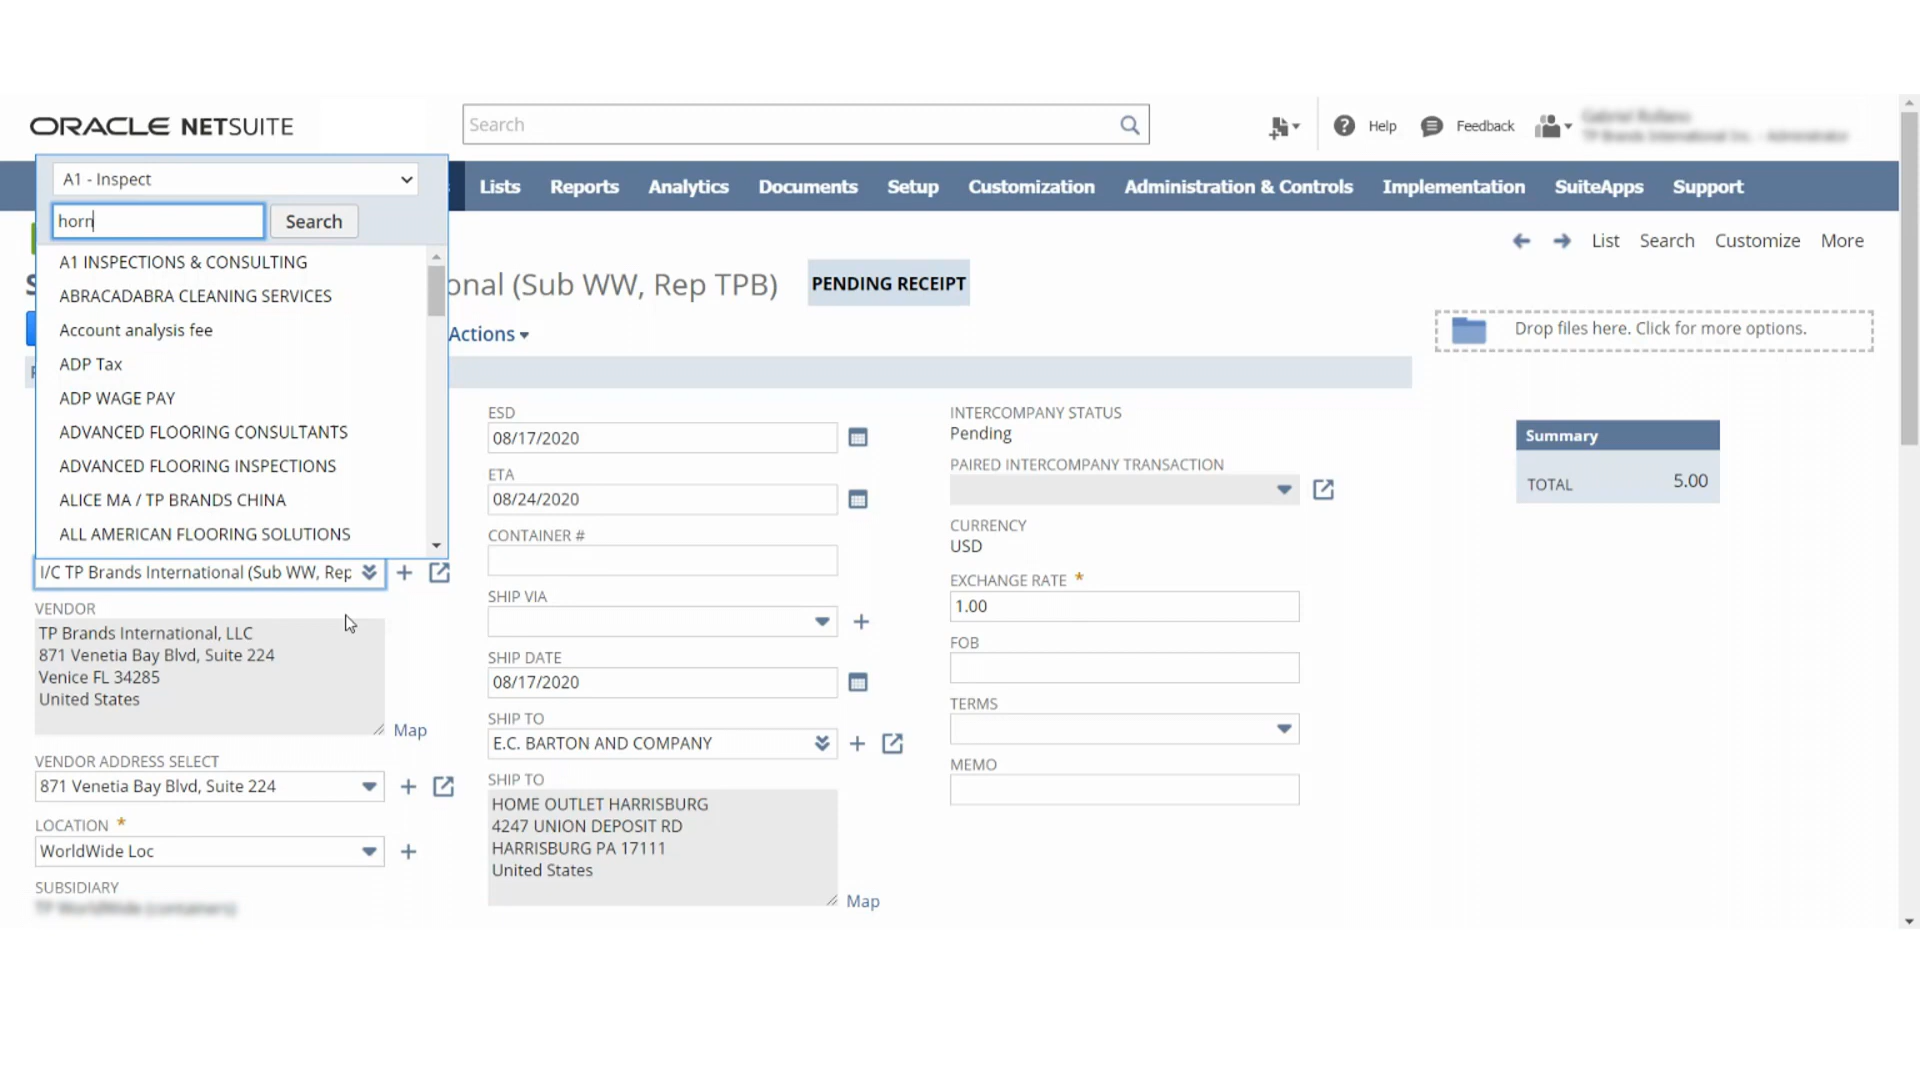 ORACLE NETSUITE
Search
Help
Feedback
A1 - Inspect
horn
Search
Lists
Reports
Analytics
Documents
Setup
Customization
Administration & Controls
Implementation
SuiteApps
Support
List
Search
Customize
More
onal (Sub WW, Rep TPB)
PENDING RECEIPT
Actions
Drop files here. Click for more options.
A1 INSPECTIONS & CONSULTING
ABRACADABRA CLEANING SERVICES
Account analysis fee
ADP Tax
ADP WAGE PAY
ADVANCED FLOORING CONSULTANTS
ADVANCED FLOORING INSPECTIONS
ALICE MA / TP BRANDS CHINA
ALL AMERICAN FLOORING SOLUTIONS
I/C TP Brands International (Sub WW, Rep
VENDOR
TP Brands International, LLC
871 Venetia Bay Blvd, Suite 224
Venice FL 34285
United States
Map
VENDOR ADDRESS SELECT
871 Venetia Bay Blvd, Suite 224
LOCATION *
WorldWide Loc
SUBSIDIARY
ESD
08/17/2020
ETA
08/24/2020
CONTAINER #
SHIP VIA
SHIP DATE
08/17/2020
SHIP TO
E.C. BARTON AND COMPANY
SHIP TO
HOME OUTLET HARRISBURG
4247 UNION DEPOSIT RD
HARRISBURG PA 17111
United States
Map
INTERCOMPANY STATUS
Pending
PAIRED INTERCOMPANY TRANSACTION
CURRENCY
USD
EXCHANGE RATE *
1.00
FOB
TERMS
MEMO
Summary
TOTAL 5.00